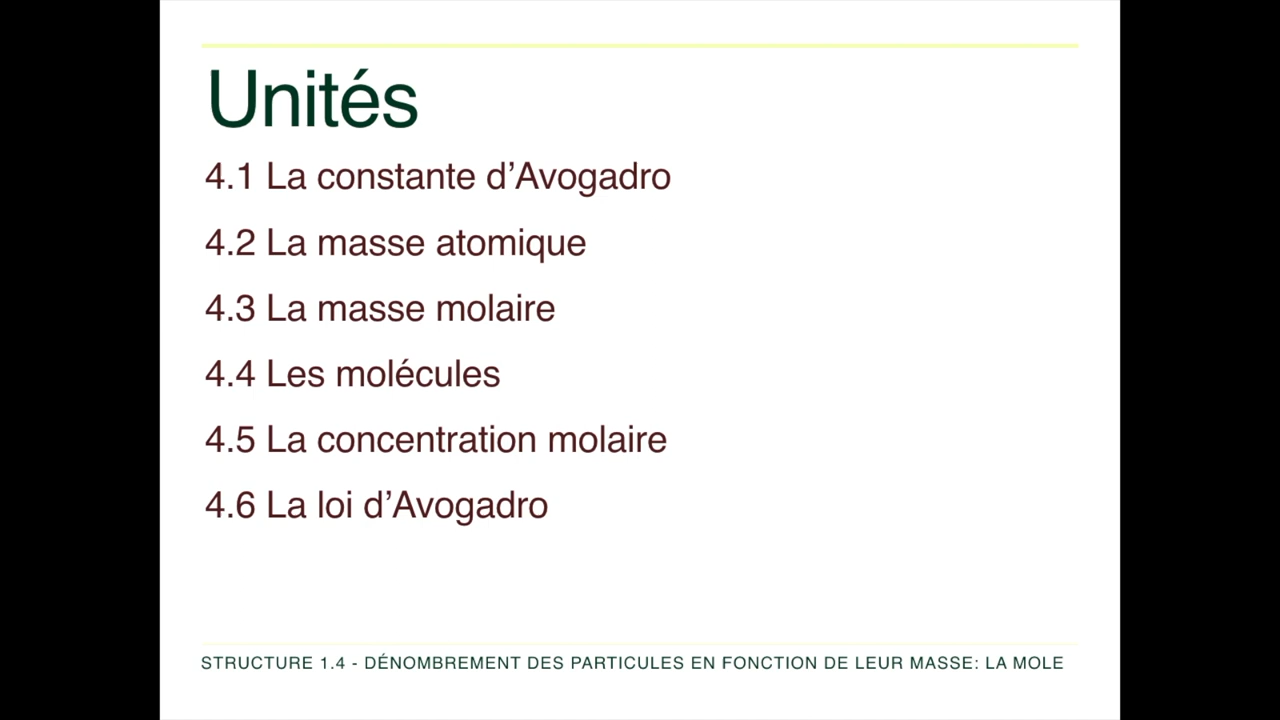 Unités
4.1 La constante d’Avogadro
4.2 La masse atomique
4.3 La masse molaire
4.4 Les molécules
4.5 La concentration molaire
4.6 La loi d’Avogadro
STRUCTURE 1.4 - DÉNOMBREMENT DES PARTICULES EN FONCTION DE LEUR MASSE: LA MOLE